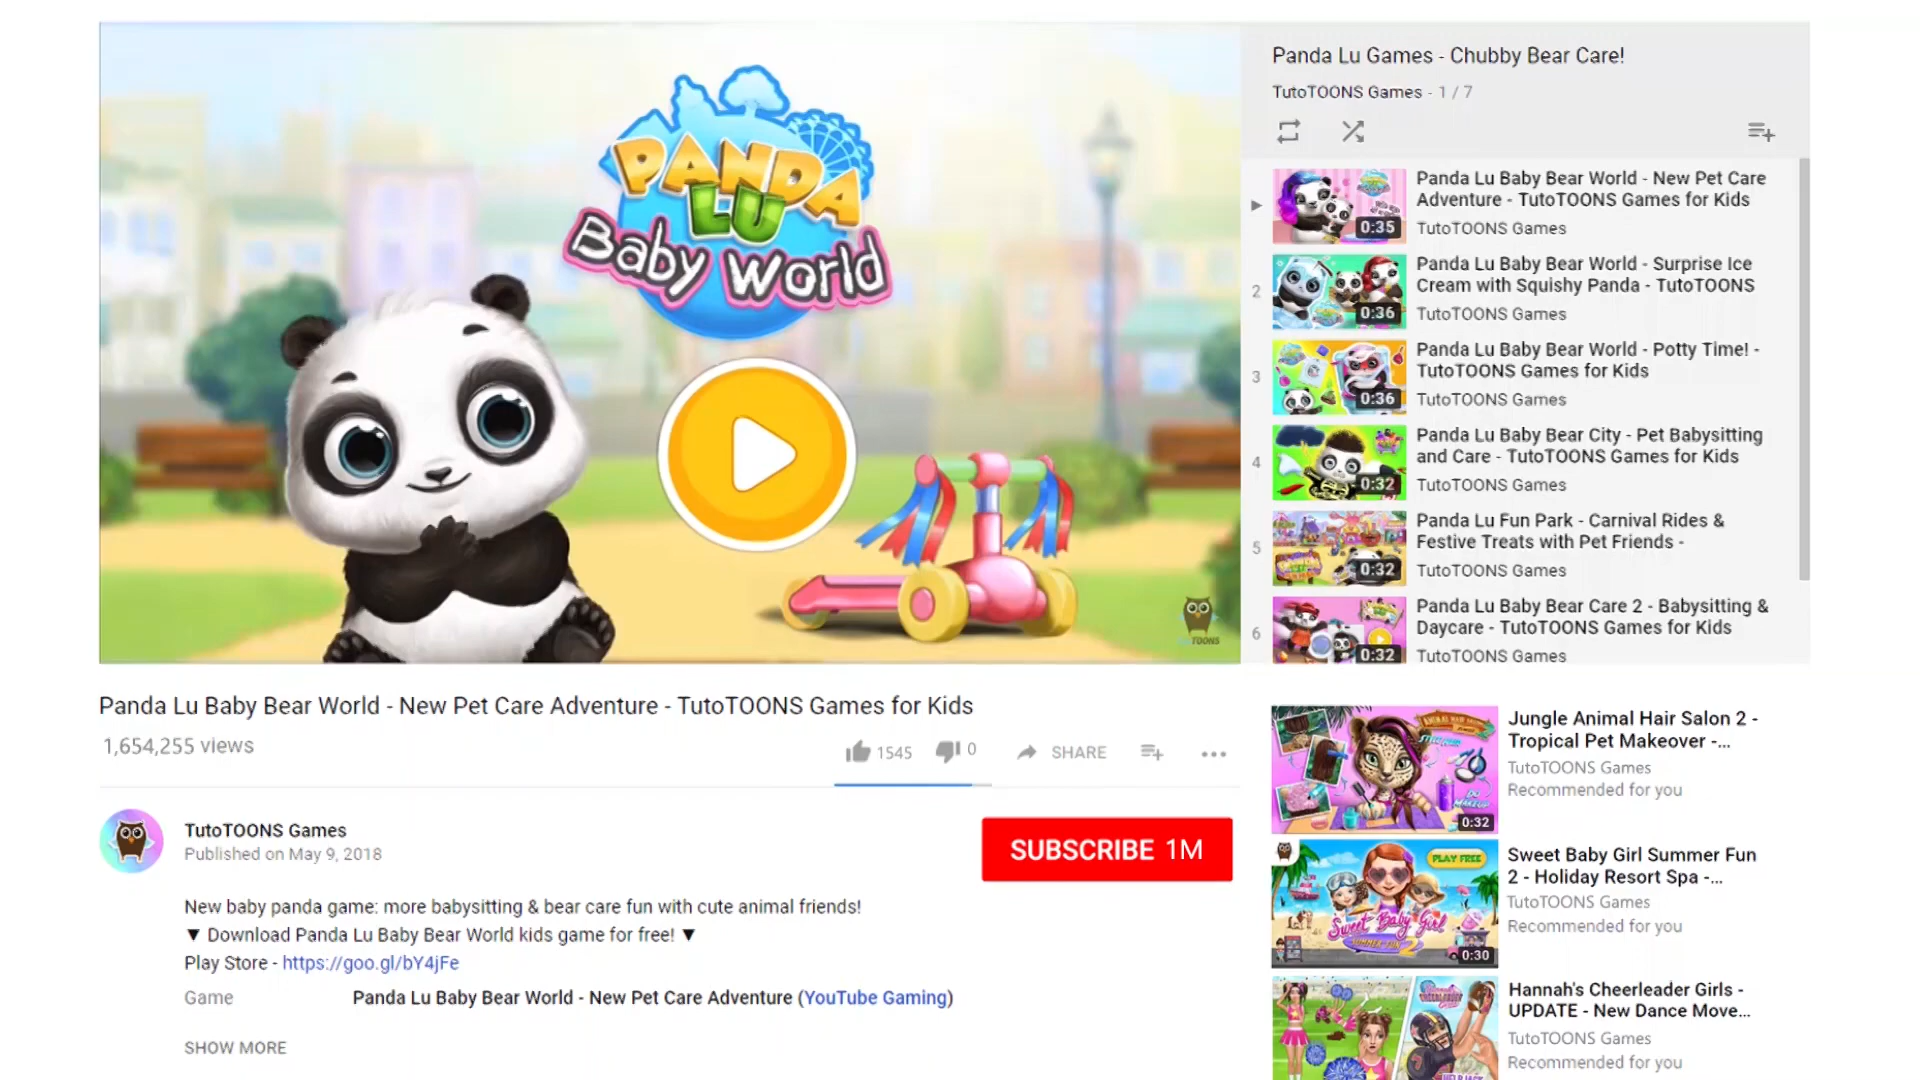 PANDA
LU
Baby World
TOONS
Panda Lu Games - Chubby Bear Care!
TutoTOONS Games - 1 / 7
Panda Lu Baby Bear World - New Pet Care
Adventure - TutoTOONS Games for Kids
TutoTOONS Games
0:35
2
Panda Lu Baby Bear World - Surprise Ice
Cream with Squishy Panda - TutoTOONS
TutoTOONS Games
0:36
3
Panda Lu Baby Bear World - Potty Time! -
TutoTOONS Games for Kids
TutoTOONS Games
0:36
4
Panda Lu Baby Bear City - Pet Babysitting
and Care - TutoTOONS Games for Kids
TutoTOONS Games
0:32
5
Panda Lu Fun Park - Carnival Rides &
Festive Treats with Pet Friends -
TutoTOONS Games
0:32
6
Panda Lu Baby Bear Care 2 - Babysitting &
Daycare - TutoTOONS Games for Kids
TutoTOONS Games
0:32
Panda Lu Baby Bear World - New Pet Care Adventure - TutoTOONS Games for Kids
1,654,255 views
1545
0
SHARE
TutoTOONS Games
Published on May 9, 2018
SUBSCRIBE 1M
New baby panda game: more babysitting & bear care fun with cute animal friends!
▼ Download Panda Lu Baby Bear World kids game for free! ▼
Play Store - https://goo.gl/bY4jFe
Game Panda Lu Baby Bear World - New Pet Care Adventure (YouTube Gaming)
SHOW MORE
Jungle Animal Hair Salon 2 -
Tropical Pet Makeover -...
TutoTOONS Games
Recommended for you
0:32
PLAY FREE
Sweet Baby Girl
SUMMER FUN 2
0:30
Sweet Baby Girl Summer Fun
2 - Holiday Resort Spa -...
TutoTOONS Games
Recommended for you
Hannah's Cheerleader Girls -
UPDATE - New Dance Move...
TutoTOONS Games
Recommended for you